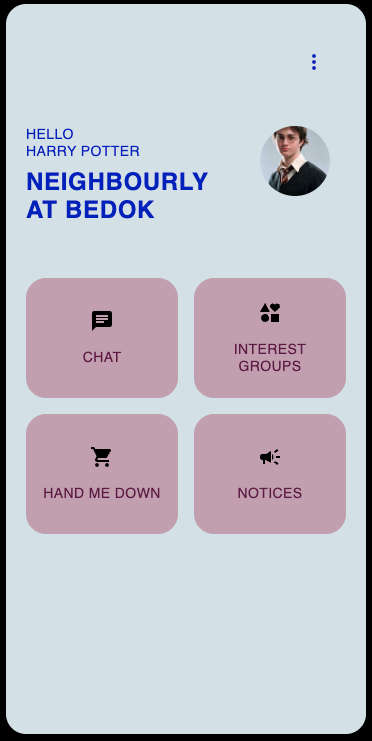 HELLO
HARRY POTTER
NEIGHBOURLY
AT BEDOK
CHAT
INTEREST
GROUPS
HAND ME DOWN
NOTICES